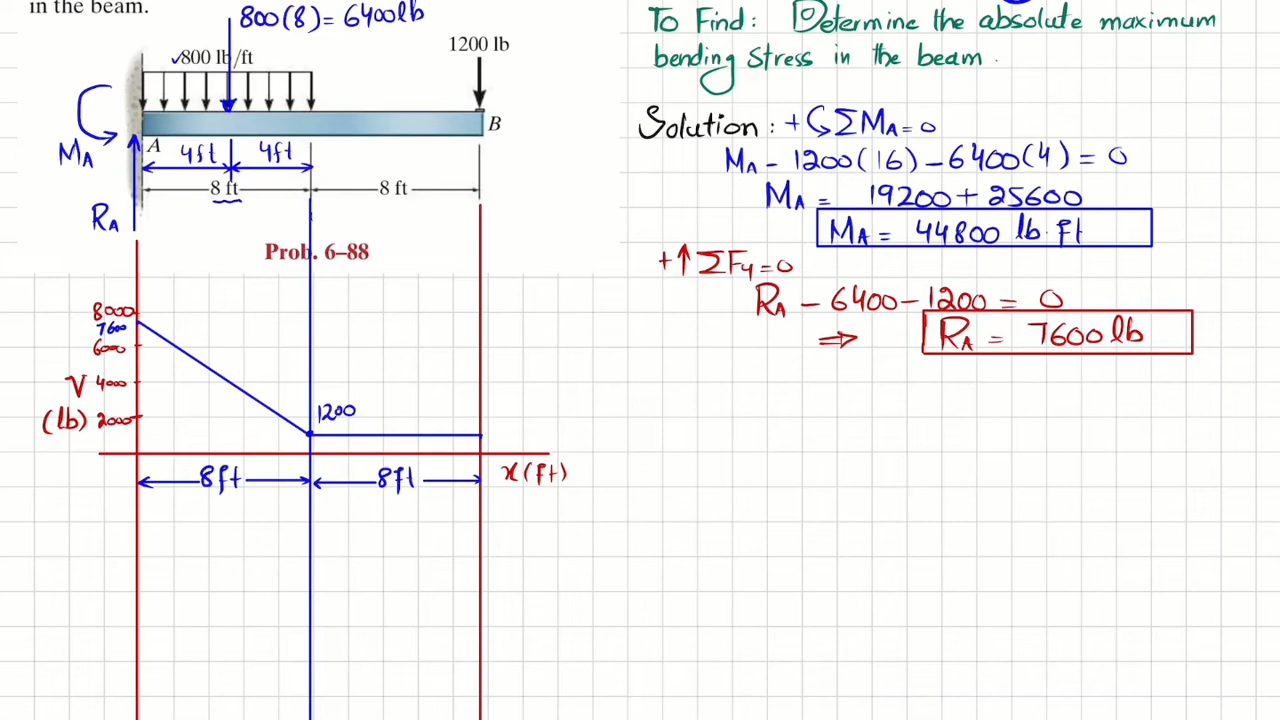 in the beam.
800(8) = 6400lb
800 lb/ft
1200 lb
MA
A
B
4ft
4ft
8 ft
8 ft
RA
Prob. 6–88
8000
7600
6000
V 4000
(lb) 2000
1200
8ft
8ft
x(ft)
To Find: Determine the absolute maximum
bending stress in the beam.
Solution: + ΣMA=0
MA - 1200(16) - 6400(4) = 0
MA = 19200 + 25600
MA = 44800 lb.ft
+↑ΣFy=0
RA - 6400 - 1200 = 0
⇒ RA = 7600 lb